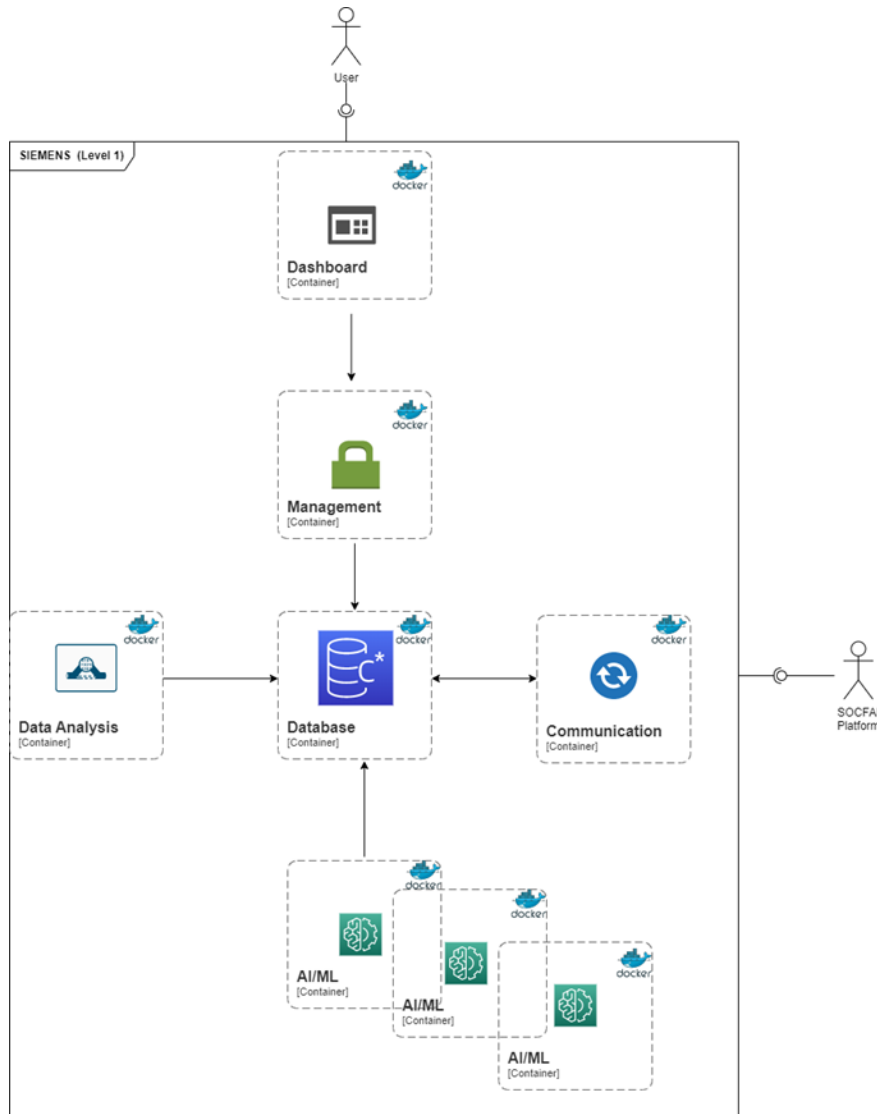 User
SIEMENS (Level 1)
docker
Dashboard
[Container]
docker
Management
[Container]
docker
Data Analysis
[Container]
docker
C*
Database
[Container]
docker
Communication
[Container]
SOCFAI
Platform
docker
AI/ML
[Container]
docker
AI/ML
[Container]
docker
AI/ML
[Container]